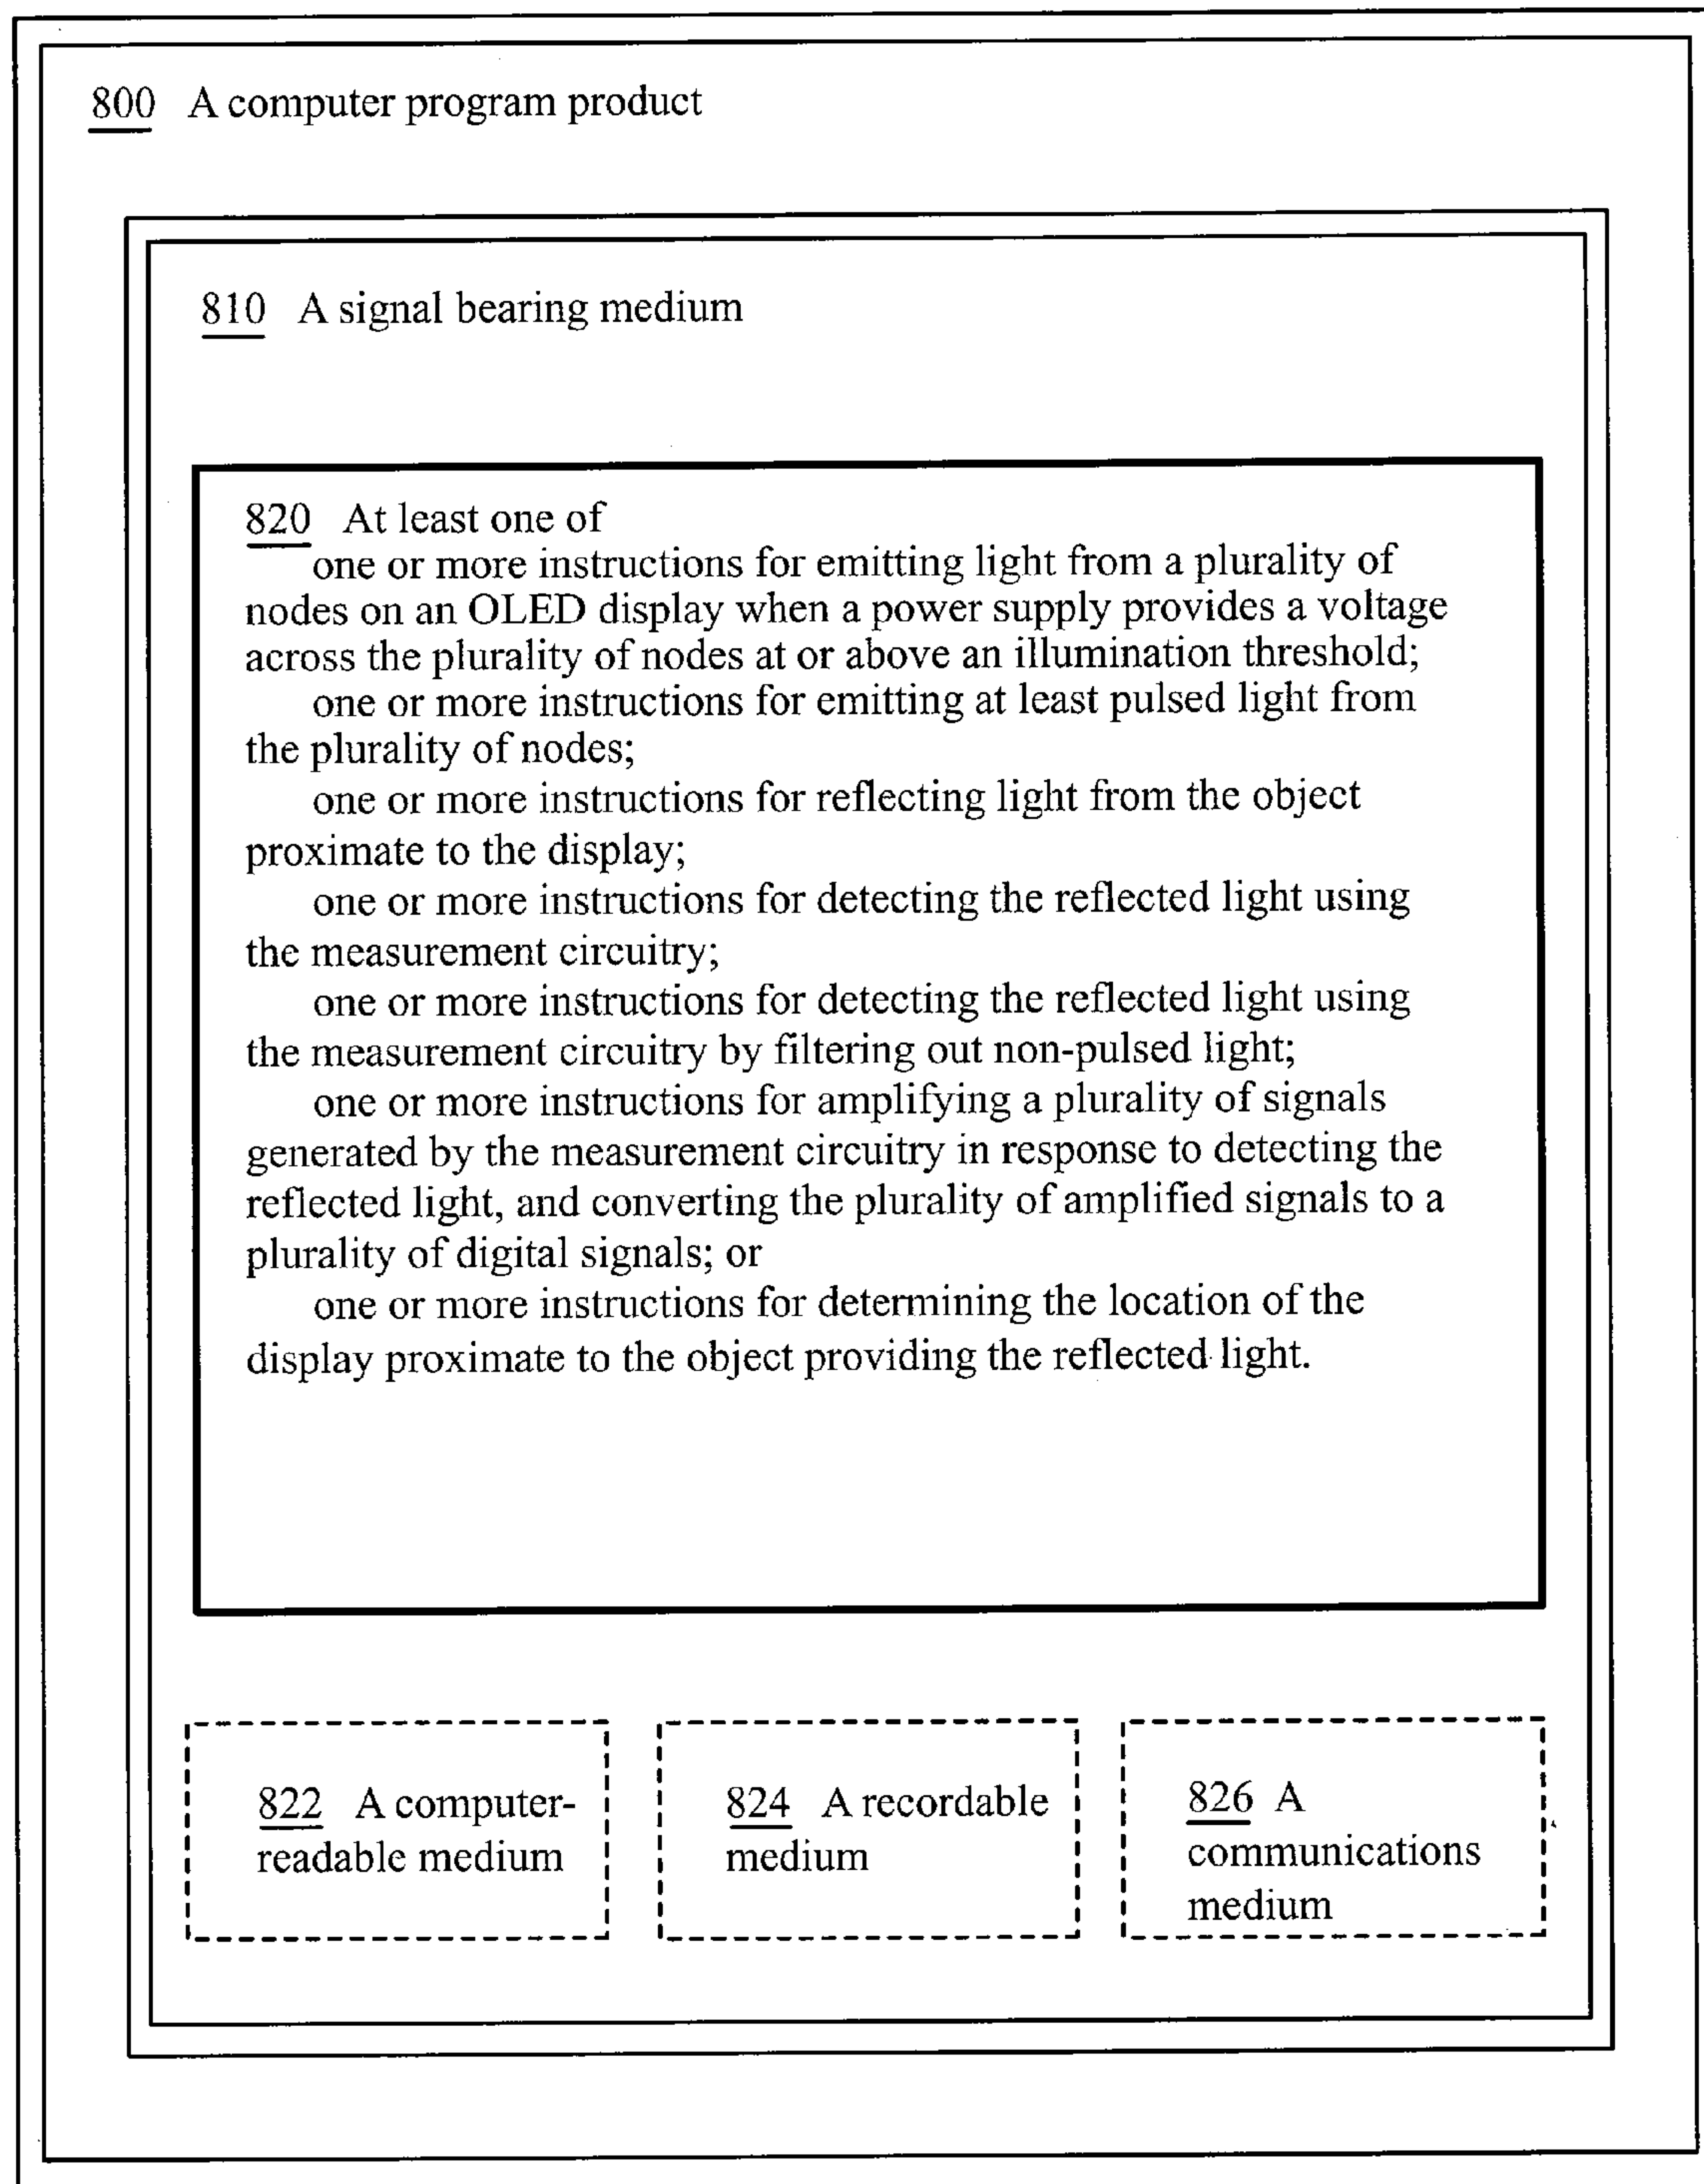 800 A computer program product
810 A signal bearing medium
820 At least one of
one or more instructions for emitting light from a plurality of
nodes on an OLED display when a power supply provides a voltage
across the plurality of nodes at or above an illumination threshold;
one or more instructions for emitting at least pulsed light from
the plurality of nodes;
one or more instructions for reflecting light from the object
proximate to the display;
one or more instructions for detecting the reflected light using
the measurement circuitry;
one or more instructions for detecting the reflected light using
the measurement circuitry by filtering out non-pulsed light;
one or more instructions for amplifying a plurality of signals
generated by the measurement circuitry in response to detecting the
reflected light, and converting the plurality of amplified signals to a
plurality of digital signals; or
one or more instructions for determining the location of the
display proximate to the object providing the reflected light.
822 A computer-
readable medium
824 A recordable
medium
826 A
communications
medium